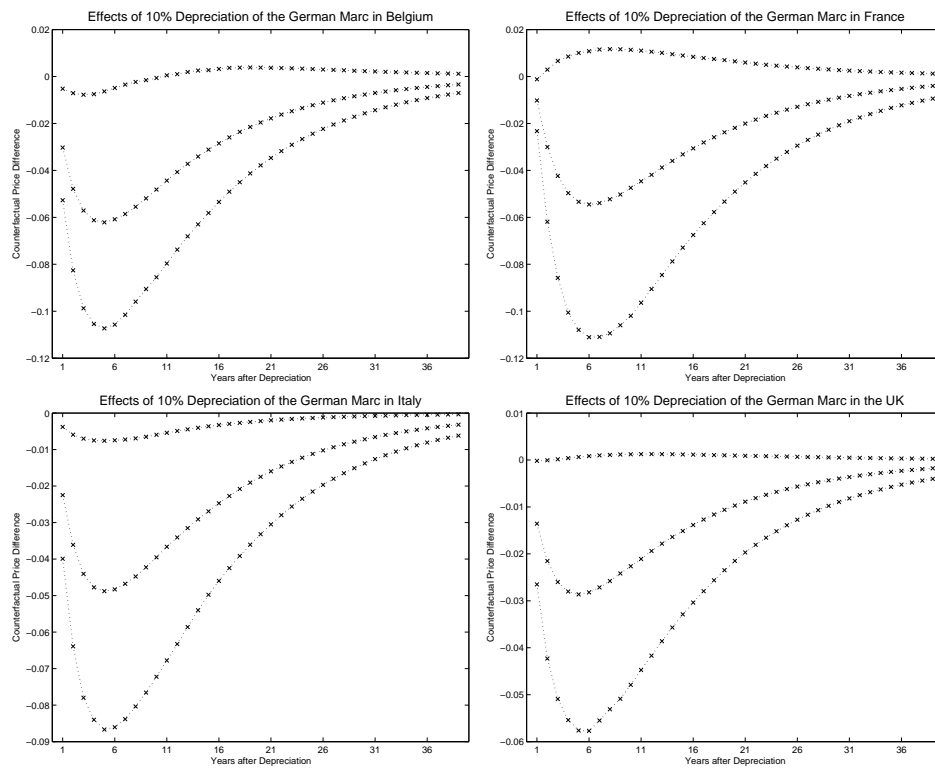 Effects of 10% Depreciation of the German Marc in Belgium
0.02
0
−0.02
−0.04
−0.06
−0.08
−0.1
−0.12
Counterfactual Price Difference
1 6 11 16 21 26 31 36
Years after Depreciation
Effects of 10% Depreciation of the German Marc in France
0.02
0
−0.02
−0.04
−0.06
−0.08
−0.1
−0.12
Counterfactual Price Difference
1 6 11 16 21 26 31 36
Years after Depreciation
Effects of 10% Depreciation of the German Marc in Italy
0
−0.01
−0.02
−0.03
−0.04
−0.05
−0.06
−0.07
−0.08
−0.09
Counterfactual Price Difference
1 6 11 16 21 26 31 36
Years after Depreciation
Effects of 10% Depreciation of the German Marc in the UK
0.01
0
−0.01
−0.02
−0.03
−0.04
−0.05
−0.06
Counterfactual Price Difference
1 6 11 16 21 26 31 36
Years after Depreciation